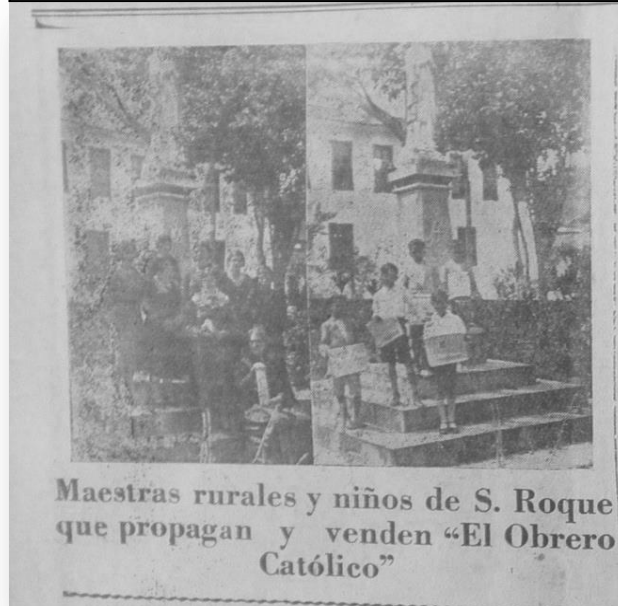 Maestras rurales y niños de S. Roque
que propagan y venden “El Obrero
Católico”